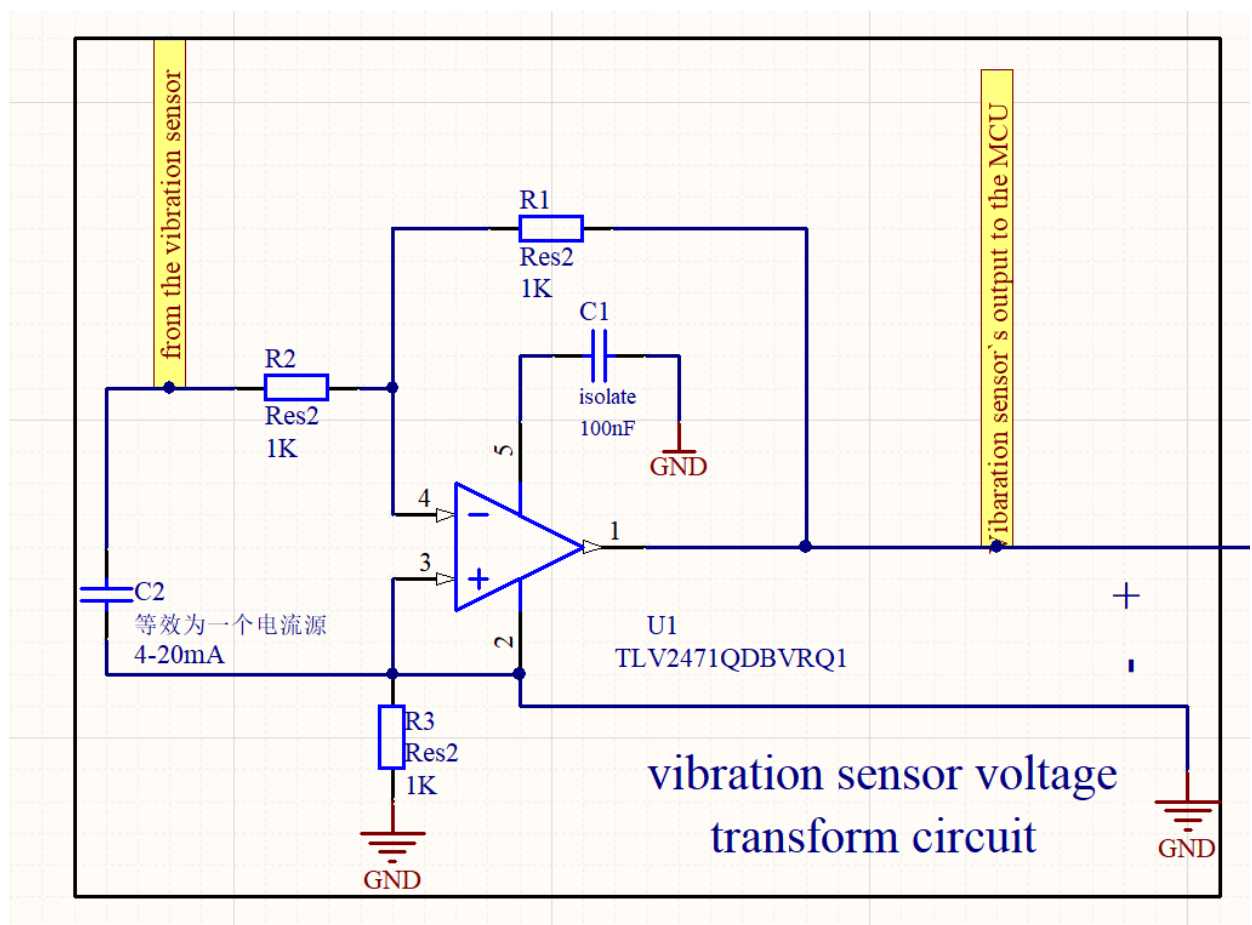 from the vibration sensor
Vibaration sensor`s output to the MCU
R1
Res2
1K
C1
isolate
100nF
GND
R2
Res2
1K
5
4
1
3
2
C2
等效为一个电流源
4-20mA
U1
TLV2471QDBVRQ1
+
-
R3
Res2
1K
GND
vibration sensor voltage
transform circuit
GND